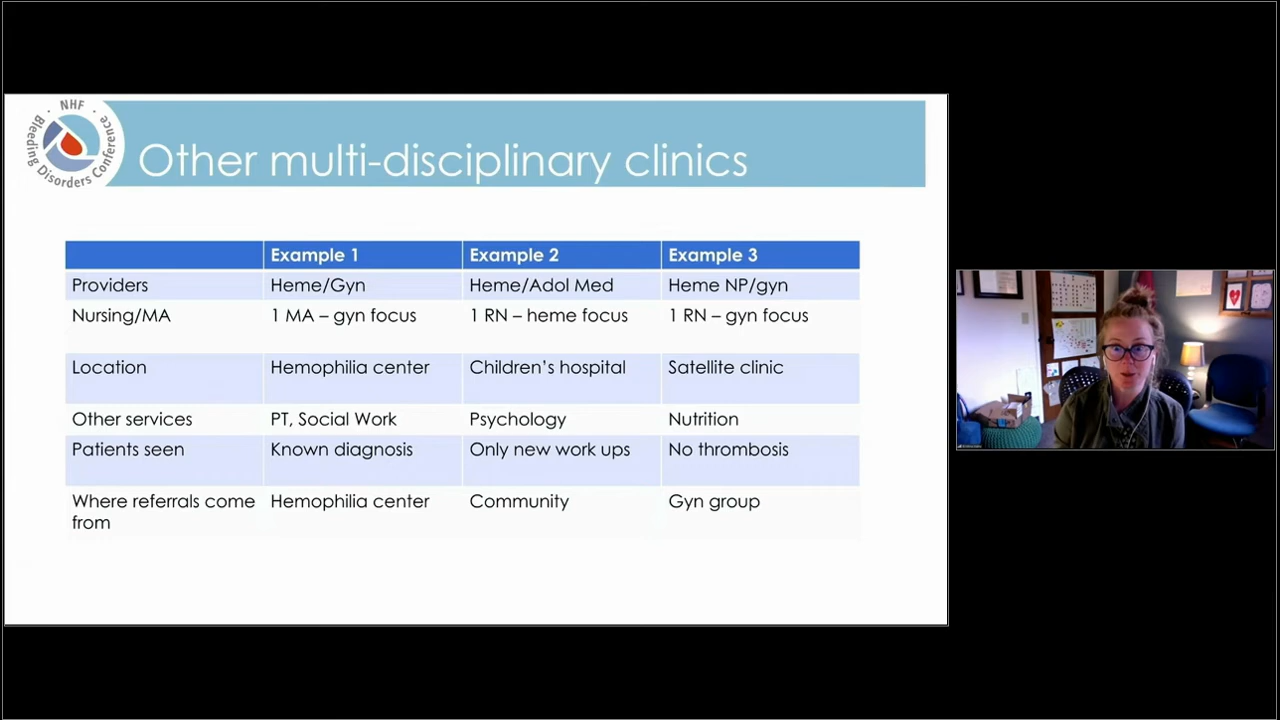 NHF
Bleeding Disorders Conference
Other multi-disciplinary clinics
Example 1 Example 2 Example 3
Providers Heme/Gyn Heme/Adol Med Heme NP/gyn
Nursing/MA 1 MA – gyn focus 1 RN – heme focus 1 RN – gyn focus
Location Hemophilia center Children’s hospital Satellite clinic
Other services PT, Social Work Psychology Nutrition
Patients seen Known diagnosis Only new work ups No thrombosis
Where referrals come Hemophilia center Community Gyn group
from